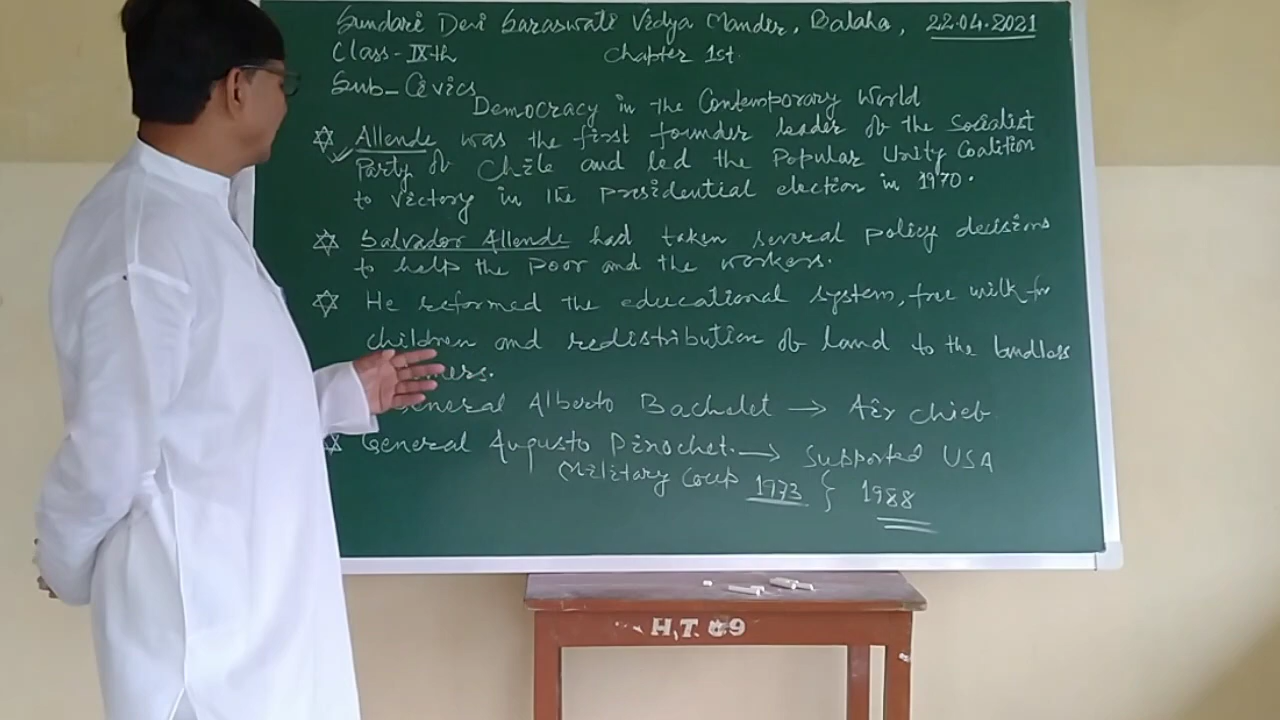 Sundari Devi Saraswati Vidya Mander, Balaha, 22.04.2021
Class-IXth Chapter 1st.
Sub-Civics
Democracy in the Contemporary World
Allende was the first founder leader of the Socialist
Party of Chile and led the Popular Unity Coalition
to victory in the presidential election in 1970.
Salvador Allende had taken several policy decisions
to help the poor and the workers.
He reformed the educational system, free milk for
children and redistribution of land to the landless
General Alberto Bachelet → Air chief
General Augusto Pinochet. → Supported USA
Military Coup 1973 } 1988
H.T. 09